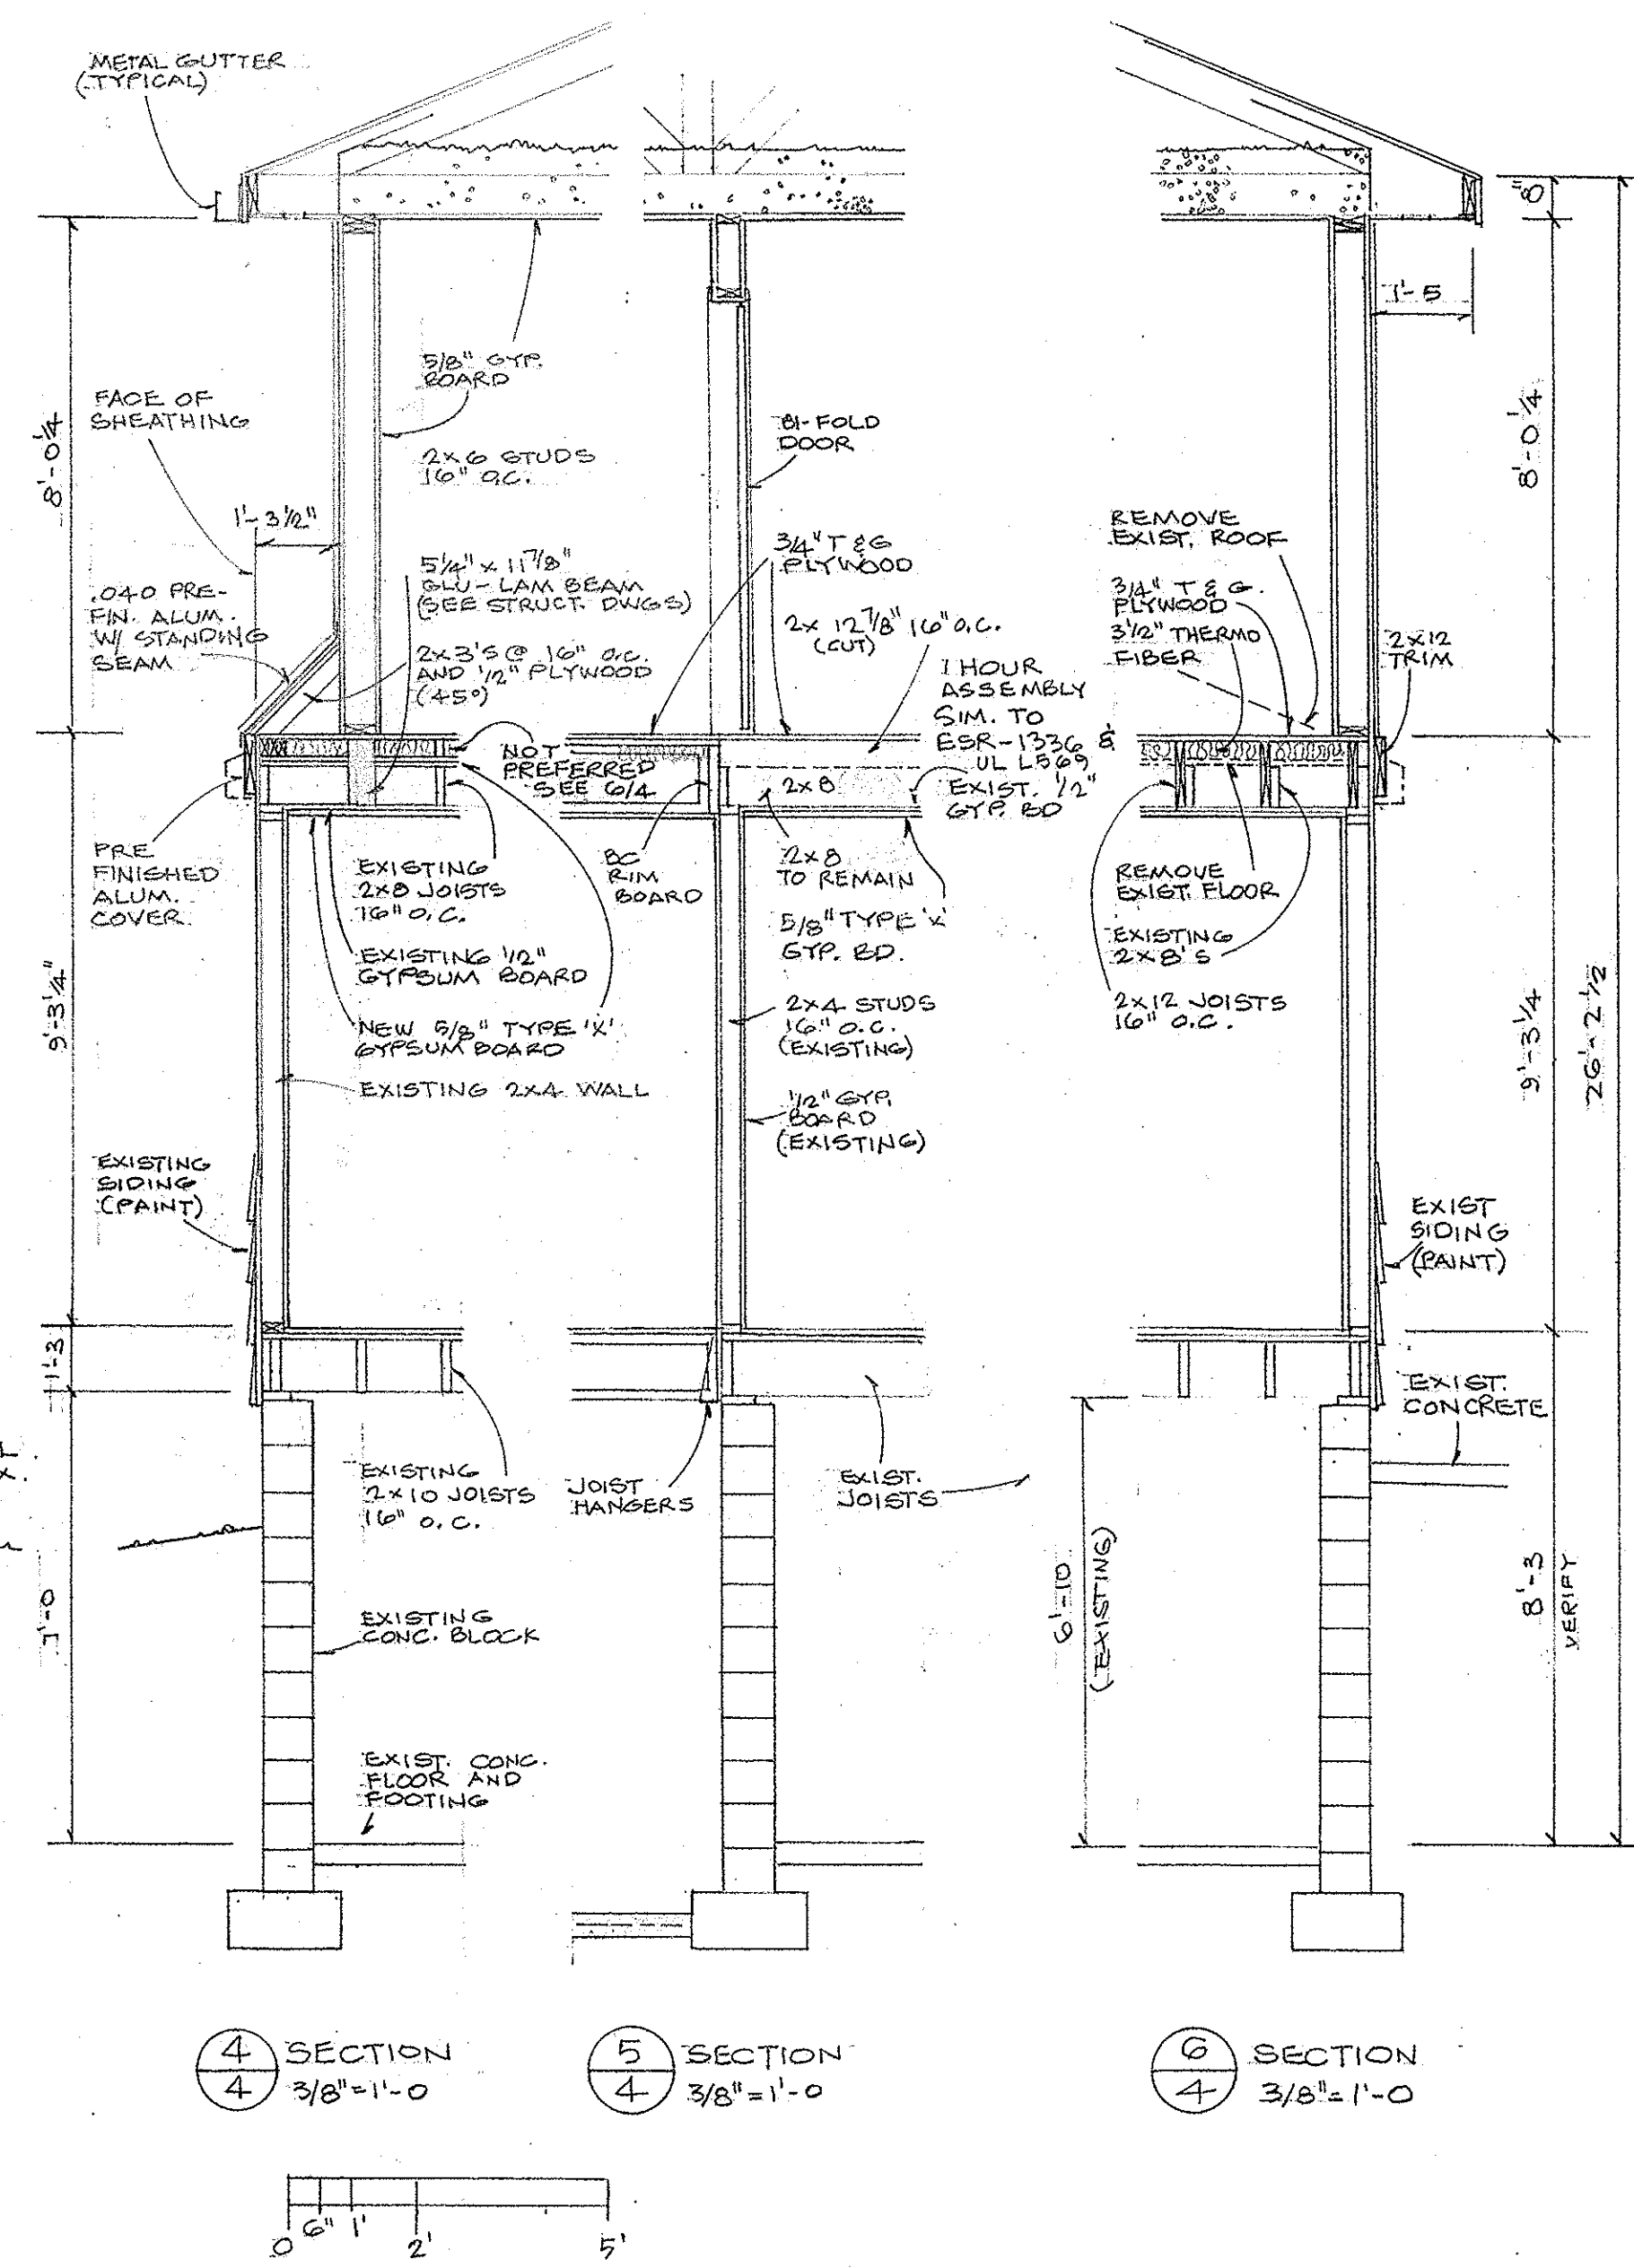 METAL GUTTER
(TYPICAL)
8"
1'-5
5/8" GYP.
BOARD
FACE OF
SHEATHING
8'-0 1/4
2x6 STUDS
16" O.C.
BI-FOLD
DOOR
8'-0 1/4
1'-3 1/2"
5 1/4" x 11 7/8"
GLU-LAM BEAM
(SEE STRUCT. DWGS)
3/4" T & G
PLYWOOD
REMOVE
EXIST. ROOF
.040 PRE-
FIN. ALUM.
W/ STANDING
SEAM
2x3'S @ 16" O.C.
AND 1/2" PLYWOOD
(45°)
2x 12 7/8" 16" O.C.
(CUT)
3/4" T & G.
PLYWOOD
3 1/2" THERMO
FIBER
2x12
TRIM
1 HOUR
ASSEMBLY
SIM. TO
ESR-1336 &
UL L569
NOT
PREFERRED
SEE 6/4
2x8
EXIST. 1/2"
GYP. BD
PRE
FINISHED
ALUM.
COVER
EXISTING
2x8 JOISTS
16" O.C.
BC
RIM
BOARD
2x8
TO REMAIN
REMOVE
EXIST. FLOOR
5/8" TYPE 'X'
GYP. BD.
EXISTING
2x8'S
EXISTING 1/2"
GYPSUM BOARD
9'-3 1/4"
NEW 5/8" TYPE 'X'
GYPSUM BOARD
2x4 STUDS
16" O.C.
(EXISTING)
2x12 JOISTS
16" O.C.
9'-3 1/4
26'-2 1/2
EXISTING 2x4 WALL
1/2" GYP.
BOARD
(EXISTING)
EXISTING
SIDING
(PAINT)
EXIST
SIDING
(PAINT)
1'-3
EXIST.
CONCRETE
EXISTING
2x10 JOISTS
16" O.C.
JOIST
HANGERS
EXIST.
JOISTS
6'-10
(EXISTING)
8'-3
VERIFY
7'-0
EXISTING
CONC. BLOCK
EXIST. CONC.
FLOOR AND
FOOTING
4
4
SECTION
3/8"=1'-0
5
4
SECTION
3/8"=1'-0
6
4
SECTION
3/8"=1'-0
0 6" 1' 2' 5'